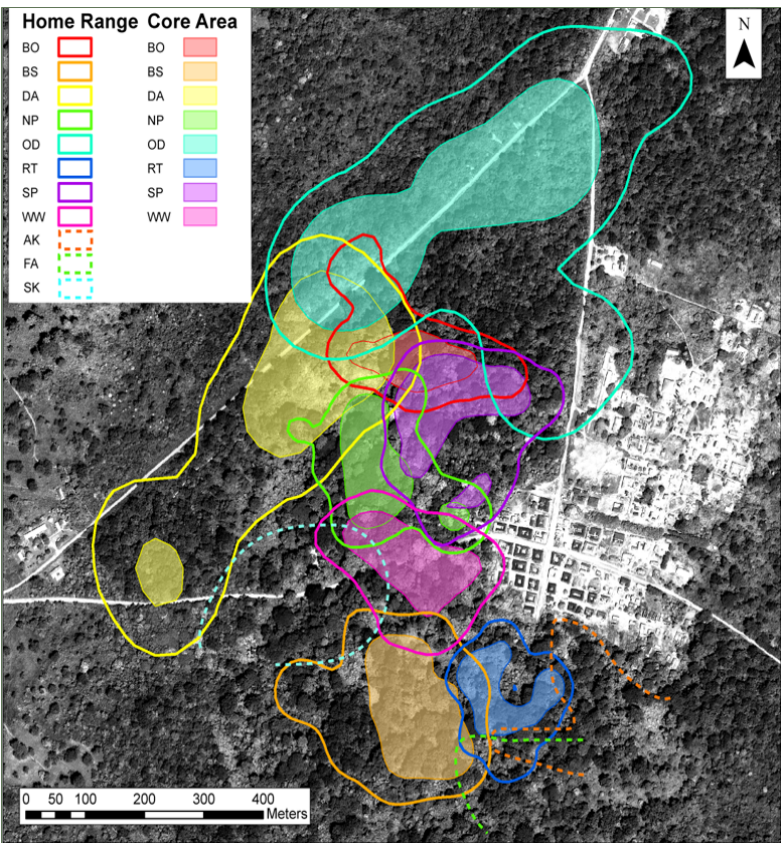 Home Range Core Area
BO BO
BS BS
DA DA
NP NP
OD OD
RT RT
SP SP
WW WW
AK
FA
SK
N
0 50 100 200 300 400
Meters